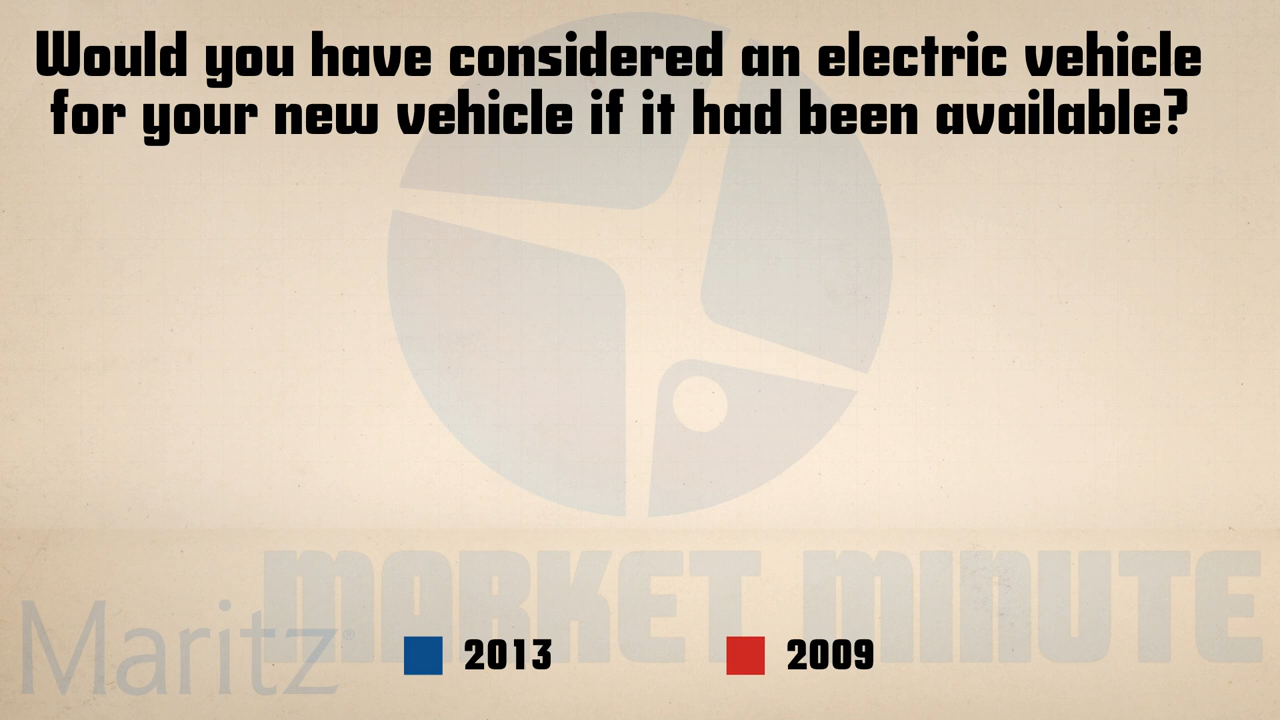 Would you have considered an electric vehicle
for your new vehicle if it had been available?
MARKET MINUTE
Maritz®
2013 2009